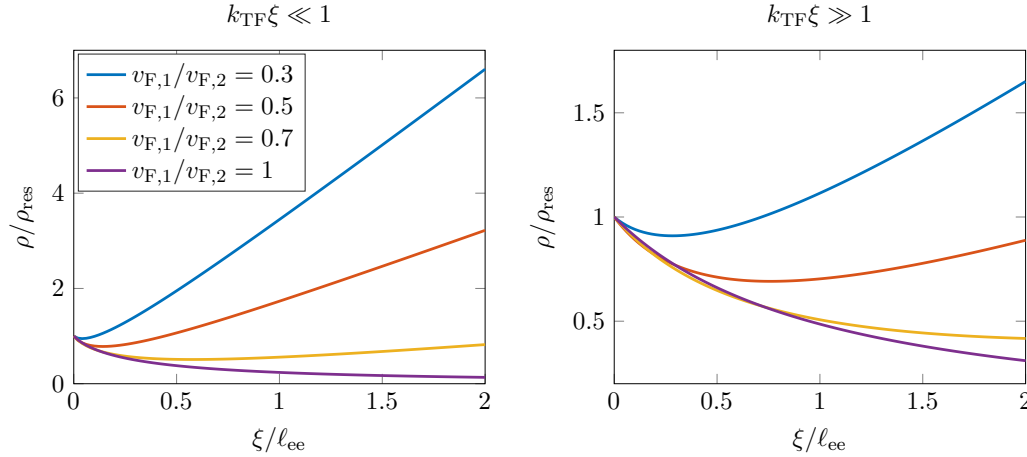 k_TF ξ ≪ 1
k_TF ξ ≫ 1
v_F,1/v_F,2 = 0.3
v_F,1/v_F,2 = 0.5
v_F,1/v_F,2 = 0.7
v_F,1/v_F,2 = 1
6
4
2
0
ρ/ρ_res
0
0.5
1
1.5
2
ξ/ℓ_ee
1.5
1
0.5
ρ/ρ_res
0
0.5
1
1.5
2
ξ/ℓ_ee